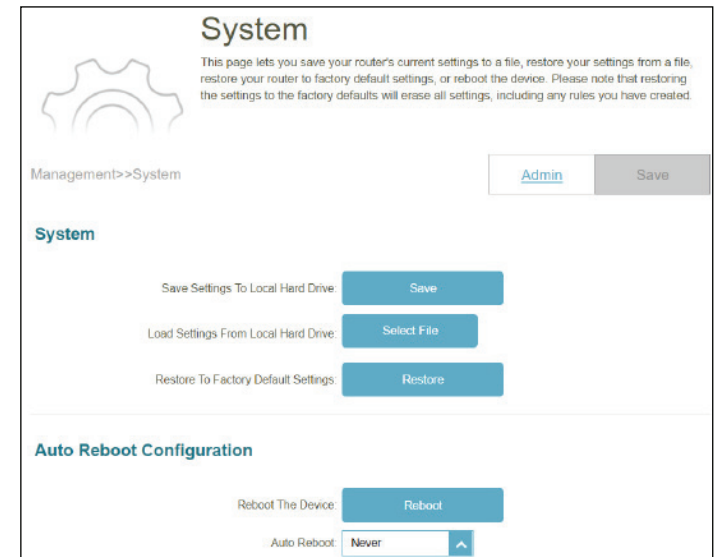 System
This page lets you save your router's current settings to a file, restore your settings from a file,
restore your router to factory default settings, or reboot the device. Please note that restoring
the settings to the factory defaults will erase all settings, including any rules you have created.
Management>>System
Admin
Save
System
Save Settings To Local Hard Drive:
Save
Load Settings From Local Hard Drive:
Select File
Restore To Factory Default Settings:
Restore
Auto Reboot Configuration
Reboot The Device:
Reboot
Auto Reboot:
Never